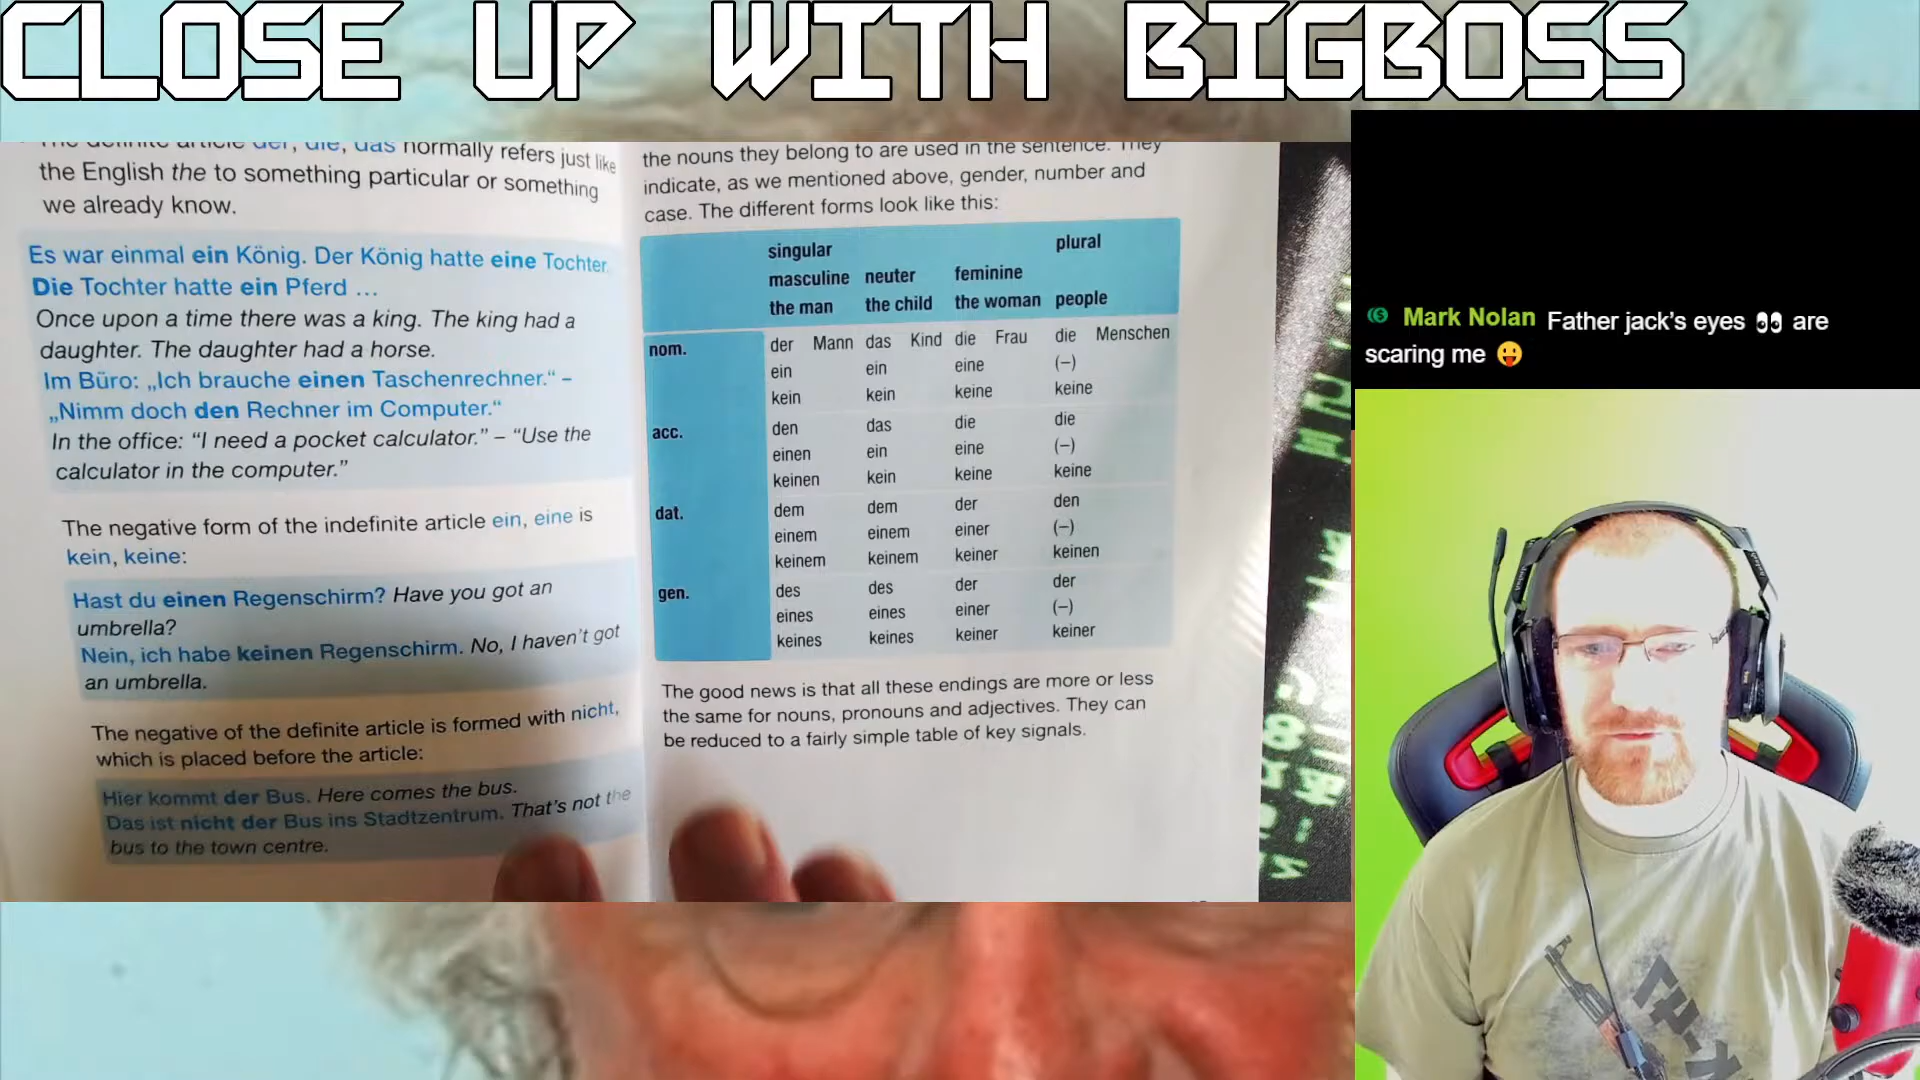 CLOSE UP WITH BIGBOSS
The definite article der, die, das normally refers just like
the English the to something particular or something
we already know.
Es war einmal ein König. Der König hatte eine Tochter.
Die Tochter hatte ein Pferd ...
Once upon a time there was a king. The king had a
daughter. The daughter had a horse.
Im Büro: „Ich brauche einen Taschenrechner.“ –
„Nimm doch den Rechner im Computer.“
In the office: “I need a pocket calculator.” – “Use the
calculator in the computer.”
The negative form of the indefinite article ein, eine is
kein, keine:
Hast du einen Regenschirm? Have you got an
umbrella?
Nein, ich habe keinen Regenschirm. No, I haven’t got
an umbrella.
The negative of the definite article is formed with nicht,
which is placed before the article:
Hier kommt der Bus. Here comes the bus.
Das ist nicht der Bus ins Stadtzentrum. That’s not the
bus to the town centre.
the nouns they belong to are used in the sentence. They
indicate, as we mentioned above, gender, number and
case. The different forms look like this:
singular plural
masculine neuter feminine
the man the child the woman people
nom. der Mann das Kind die Frau die Menschen
ein ein eine (–)
kein kein keine keine
acc. den das die die
einen ein eine (–)
keinen kein keine keine
dat. dem dem der den
einem einem einer (–)
keinem keinem keiner keinen
gen. des des der der
eines eines einer (–)
keines keines keiner keiner
The good news is that all these endings are more or less
the same for nouns, pronouns and adjectives. They can
be reduced to a fairly simple table of key signals.
Mark Nolan Father jack’s eyes 👀 are
scaring me 😛